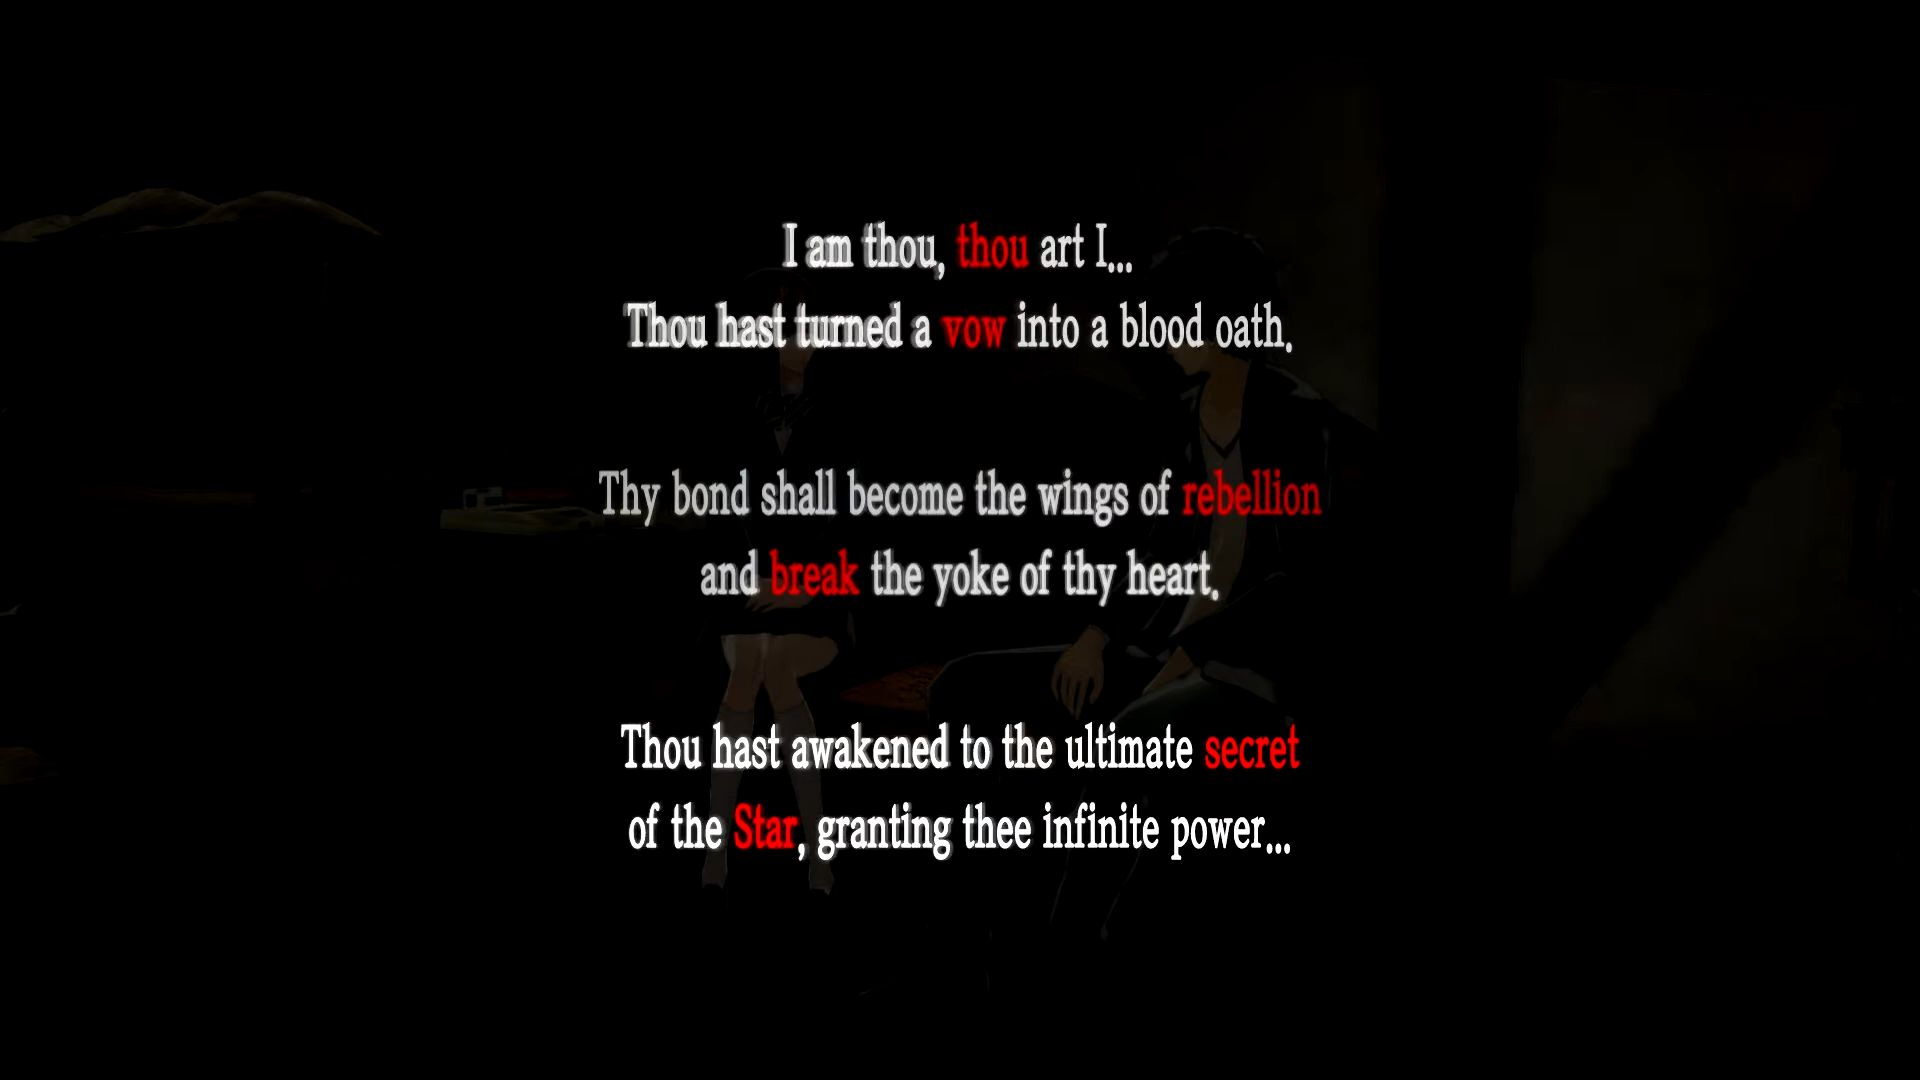 I am thou, thou art I...
Thou hast turned a vow into a blood oath.
Thy bond shall become the wings of rebellion
and break the yoke of thy heart.
Thou hast awakened to the ultimate secret
of the Star, granting thee infinite power...